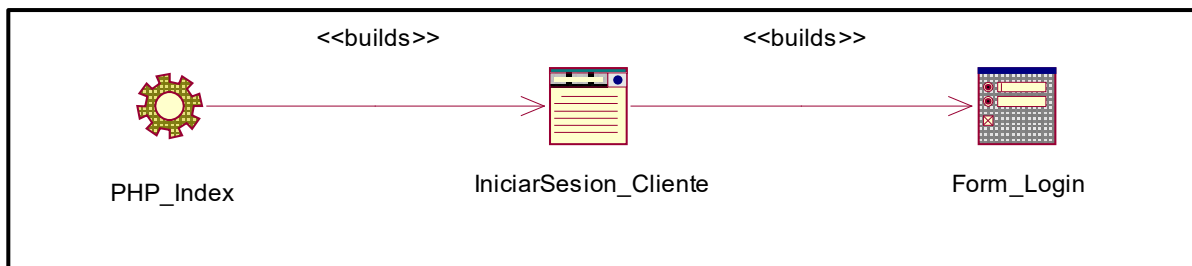 <<builds>>
<<builds>>
PHP_Index
IniciarSesion_Cliente
Form_Login